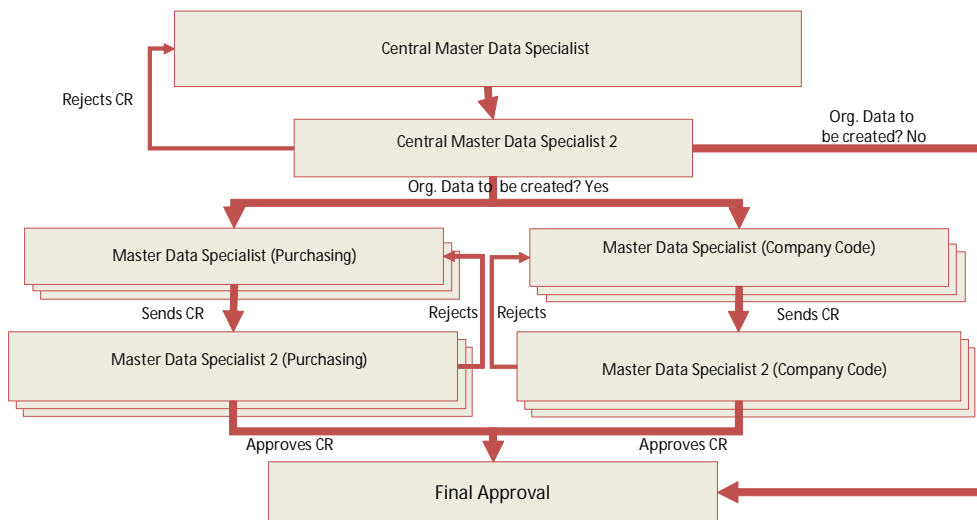 Central Master Data Specialist
Rejects CR
Org. Data to
be created? No
Central Master Data Specialist 2
Org. Data to be created? Yes
Master Data Specialist (Purchasing)
Master Data Specialist (Company Code)
Sends CR
Rejects
Rejects
Sends CR
Master Data Specialist 2 (Purchasing)
Master Data Specialist 2 (Company Code)
Approves CR
Approves CR
Final Approval